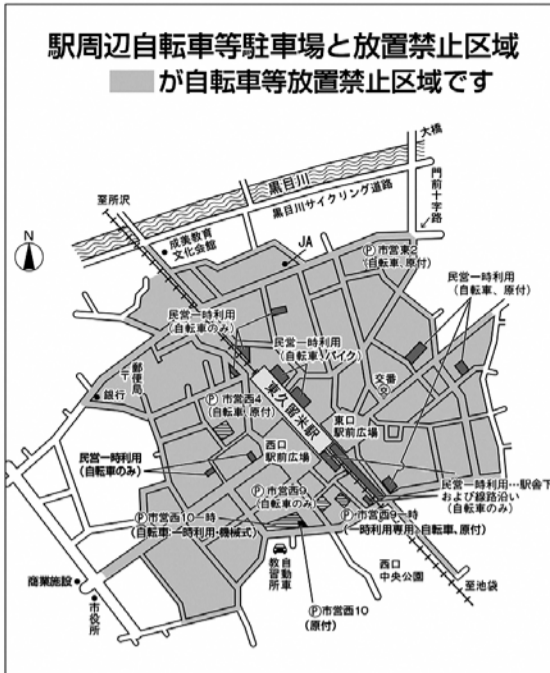 駅周辺自転車等駐車場と放置禁止区域
が自転車等放置禁止区域です
大橋
黒目川
至所沢
黒目川サイクリング道路
門前十字路
N
成美教育
文化会館
JA
Ⓟ市営東2
(自転車、原付)
民営一時利用
(自転車、原付)
民営一時利用
(自転車のみ)
民営一時利用
(自転車、バイク)
交番
〒郵便局
銀行
Ⓟ市営西4
(自転車、原付)
東久留米駅
東口
駅前広場
西口
駅前広場
民営一時利用
(自転車のみ)
Ⓟ市営西9
(自転車のみ)
民営一時利用…駅舎下
および線路沿い
(自転車のみ)
Ⓟ市営西10一時
(自転車一時利用・機械式)
Ⓟ市営西9一時
(一時利用専用、自転車、原付)
自動車
教習所
西口
中央公園
商業施設
市役所
至池袋
Ⓟ市営西10
(原付)